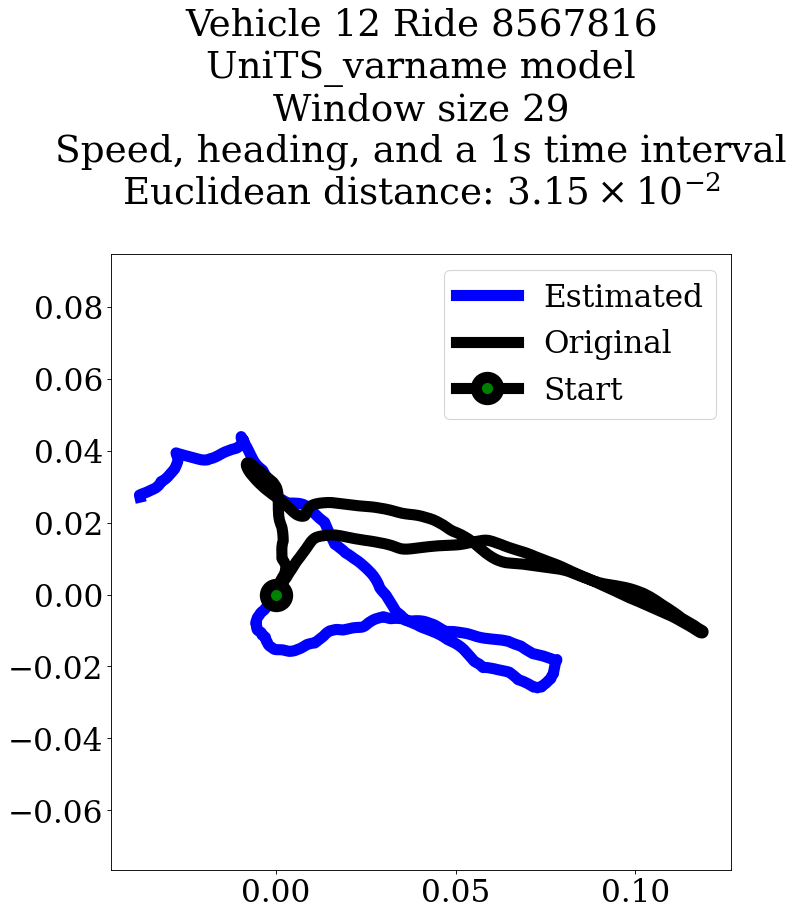 Vehicle 12 Ride 8567816
UniTS_varname model
Window size 29
Speed, heading, and a 1s time interval
Euclidean distance: 3.15 × 10⁻²
Estimated
Original
Start
0.08
0.06
0.04
0.02
0.00
−0.02
−0.04
−0.06
0.00 0.05 0.10